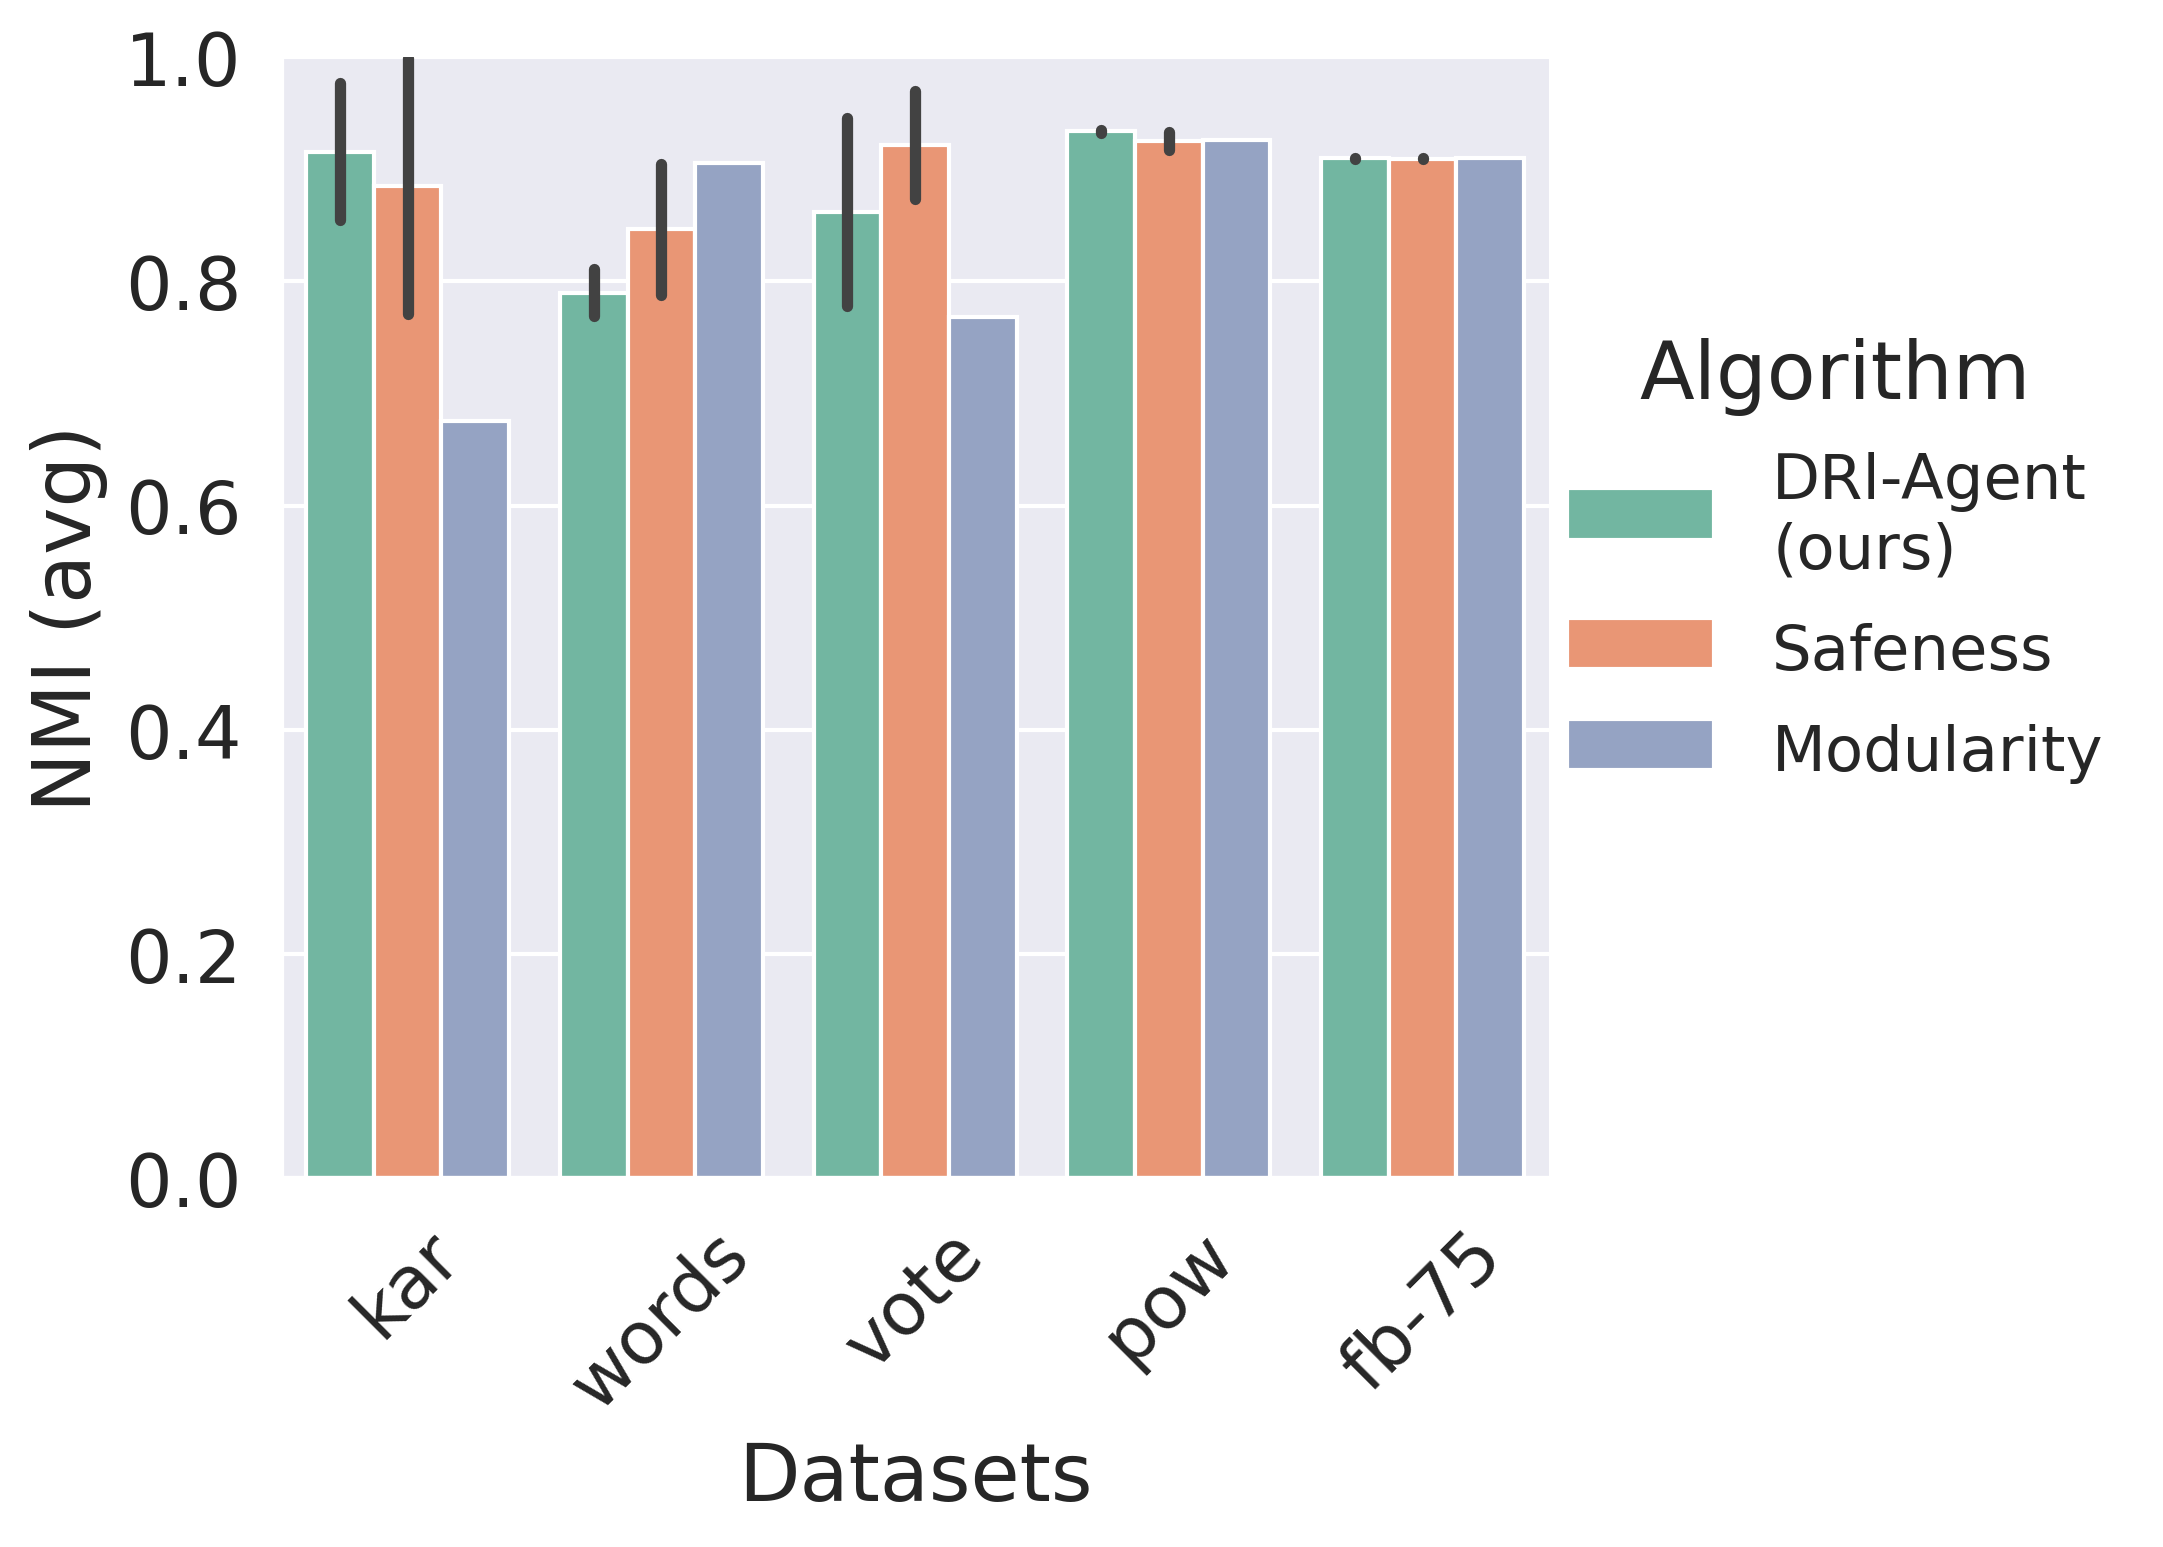 1.0
0.8
0.6
0.4
0.2
0.0
NMI (avg)
kar
words
vote
pow
fb-75
Datasets
Algorithm
DRl-Agent
(ours)
Safeness
Modularity